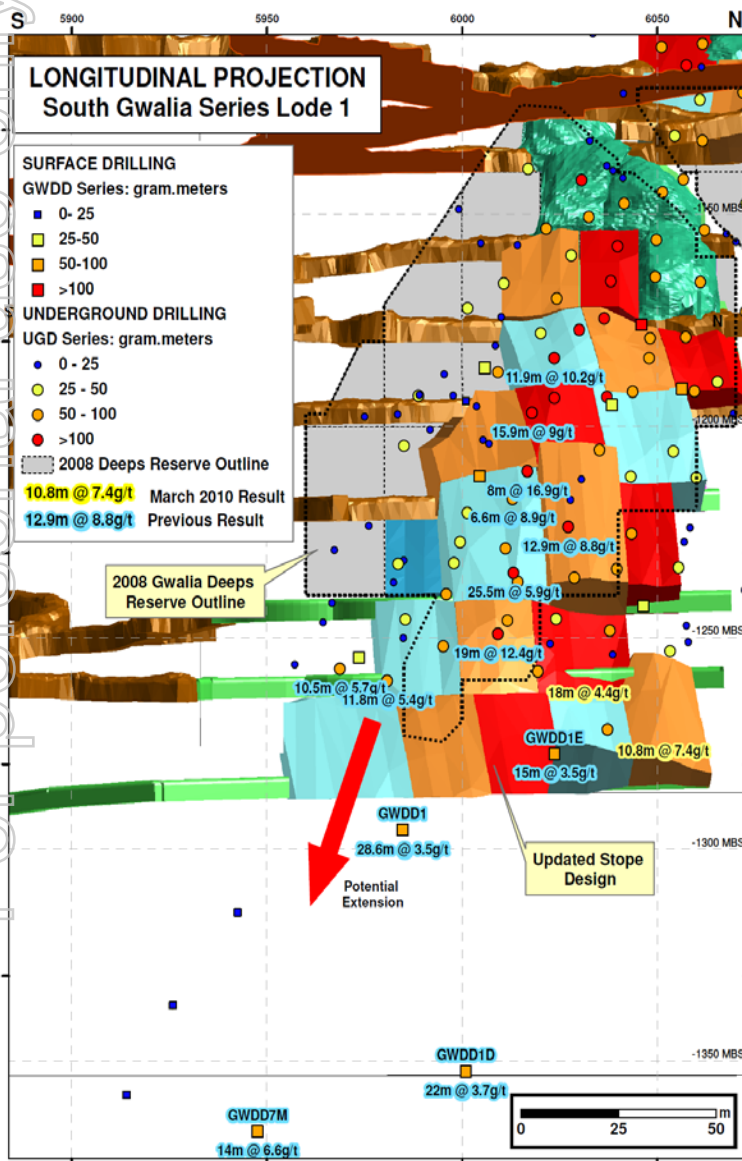 S
5900
5950
6000
6050
N
LONGITUDINAL PROJECTION
South Gwalia Series Lode 1
SURFACE DRILLING
GWDD Series: gram.meters
0- 25
25-50
50-100
>100
UNDERGROUND DRILLING
UGD Series: gram.meters
0 - 25
25 - 50
50 - 100
>100
2008 Deeps Reserve Outline
10.8m @ 7.4g/t March 2010 Result
12.9m @ 8.8g/t Previous Result
N
11.9m @ 10.2g/t
-1200 MBS
15.9m @ 9g/t
8m @ 16.9g/t
6.6m @ 8.9g/t
12.9m @ 8.8g/t
2008 Gwalia Deeps
Reserve Outline
25.5m @ 5.9g/t
-1250 MBS
19m @ 12.4g/t
10.5m @ 5.7g/t
11.8m @ 5.4g/t
18m @ 4.4g/t
GWDD1E
10.8m @ 7.4g/t
15m @ 3.5g/t
GWDD1
28.6m @ 3.5g/t
-1300 MBS
Updated Stope
Design
Potential
Extension
GWDD1D
-1350 MBS
22m @ 3.7g/t
GWDD7M
14m @ 6.6g/t
m
0 25 50